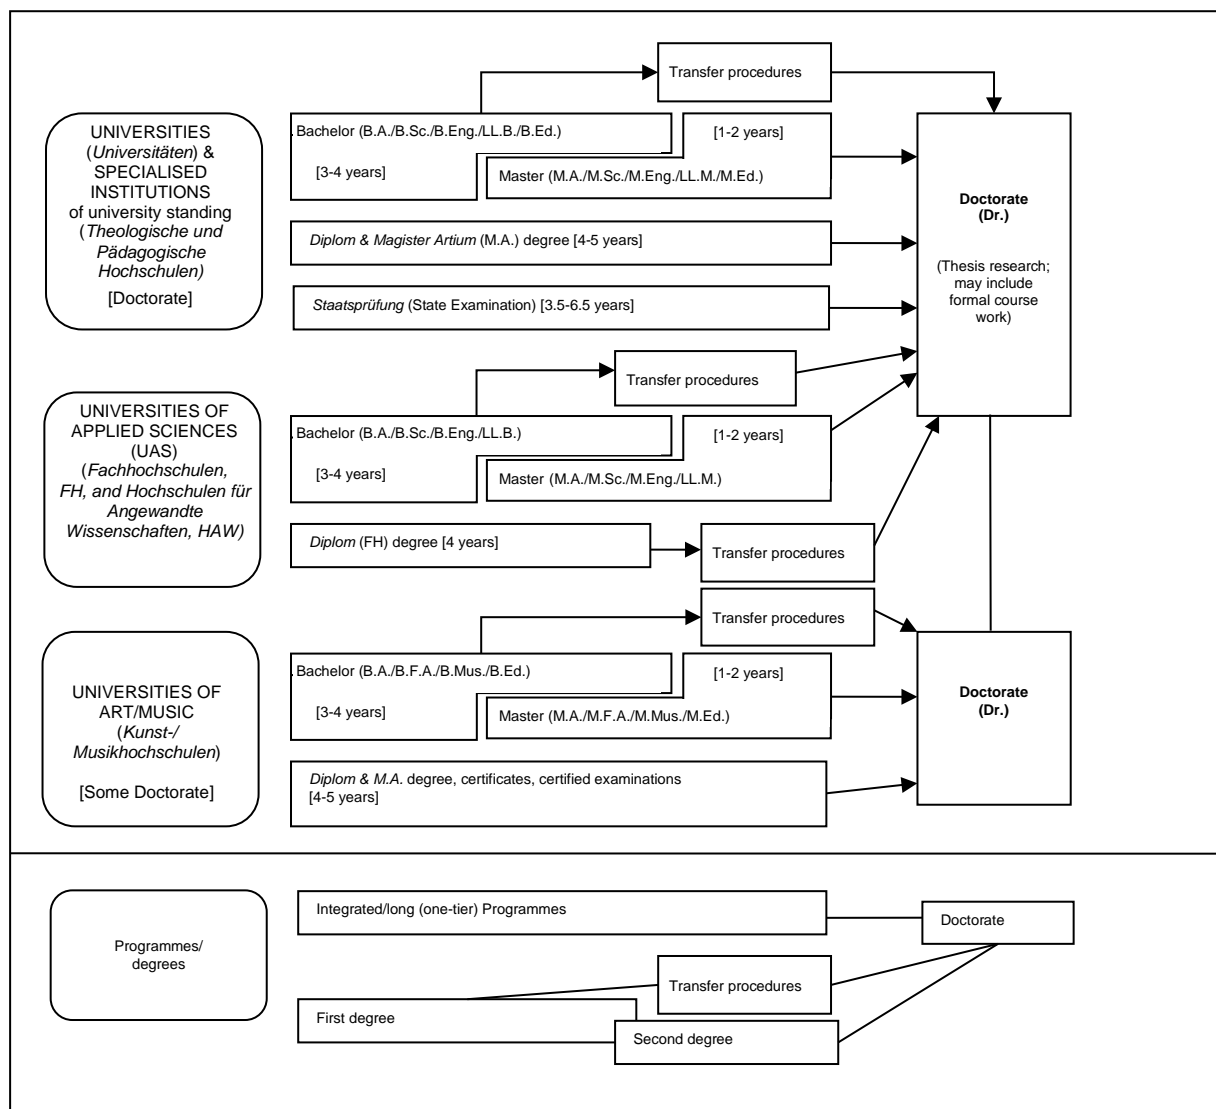 Transfer procedures
UNIVERSITIES
(Universitäten) &
SPECIALISED
INSTITUTIONS
of university standing
(Theologische und
Pädagogische
Hochschulen)
[Doctorate]
. Bachelor (B.A./B.Sc./B.Eng./LL.B./B.Ed.)
[1-2 years]
[3-4 years]
Master (M.A./M.Sc./M.Eng./LL.M./M.Ed.)
Diplom & Magister Artium (M.A.) degree [4-5 years]
Staatsprüfung (State Examination) [3.5-6.5 years]
Doctorate
(Dr.)
(Thesis research;
may include
formal course
work)
Transfer procedures
UNIVERSITIES OF
APPLIED SCIENCES
(UAS)
(Fachhochschulen,
FH, and Hochschulen für
Angewandte
Wissenschaften, HAW)
. Bachelor (B.A./B.Sc./B.Eng./LL.B.)
[1-2 years]
[3-4 years]
Master (M.A./M.Sc./M.Eng./LL.M.)
Diplom (FH) degree [4 years]
Transfer procedures
Transfer procedures
UNIVERSITIES OF
ART/MUSIC
(Kunst-/
Musikhochschulen)
[Some Doctorate]
. Bachelor (B.A./B.F.A./B.Mus./B.Ed.)
[1-2 years]
[3-4 years]
Master (M.A./M.F.A./M.Mus./M.Ed.)
Diplom & M.A. degree, certificates, certified examinations
[4-5 years]
Doctorate
(Dr.)
Programmes/
degrees
Integrated/long (one-tier) Programmes
Doctorate
Transfer procedures
First degree
Second degree